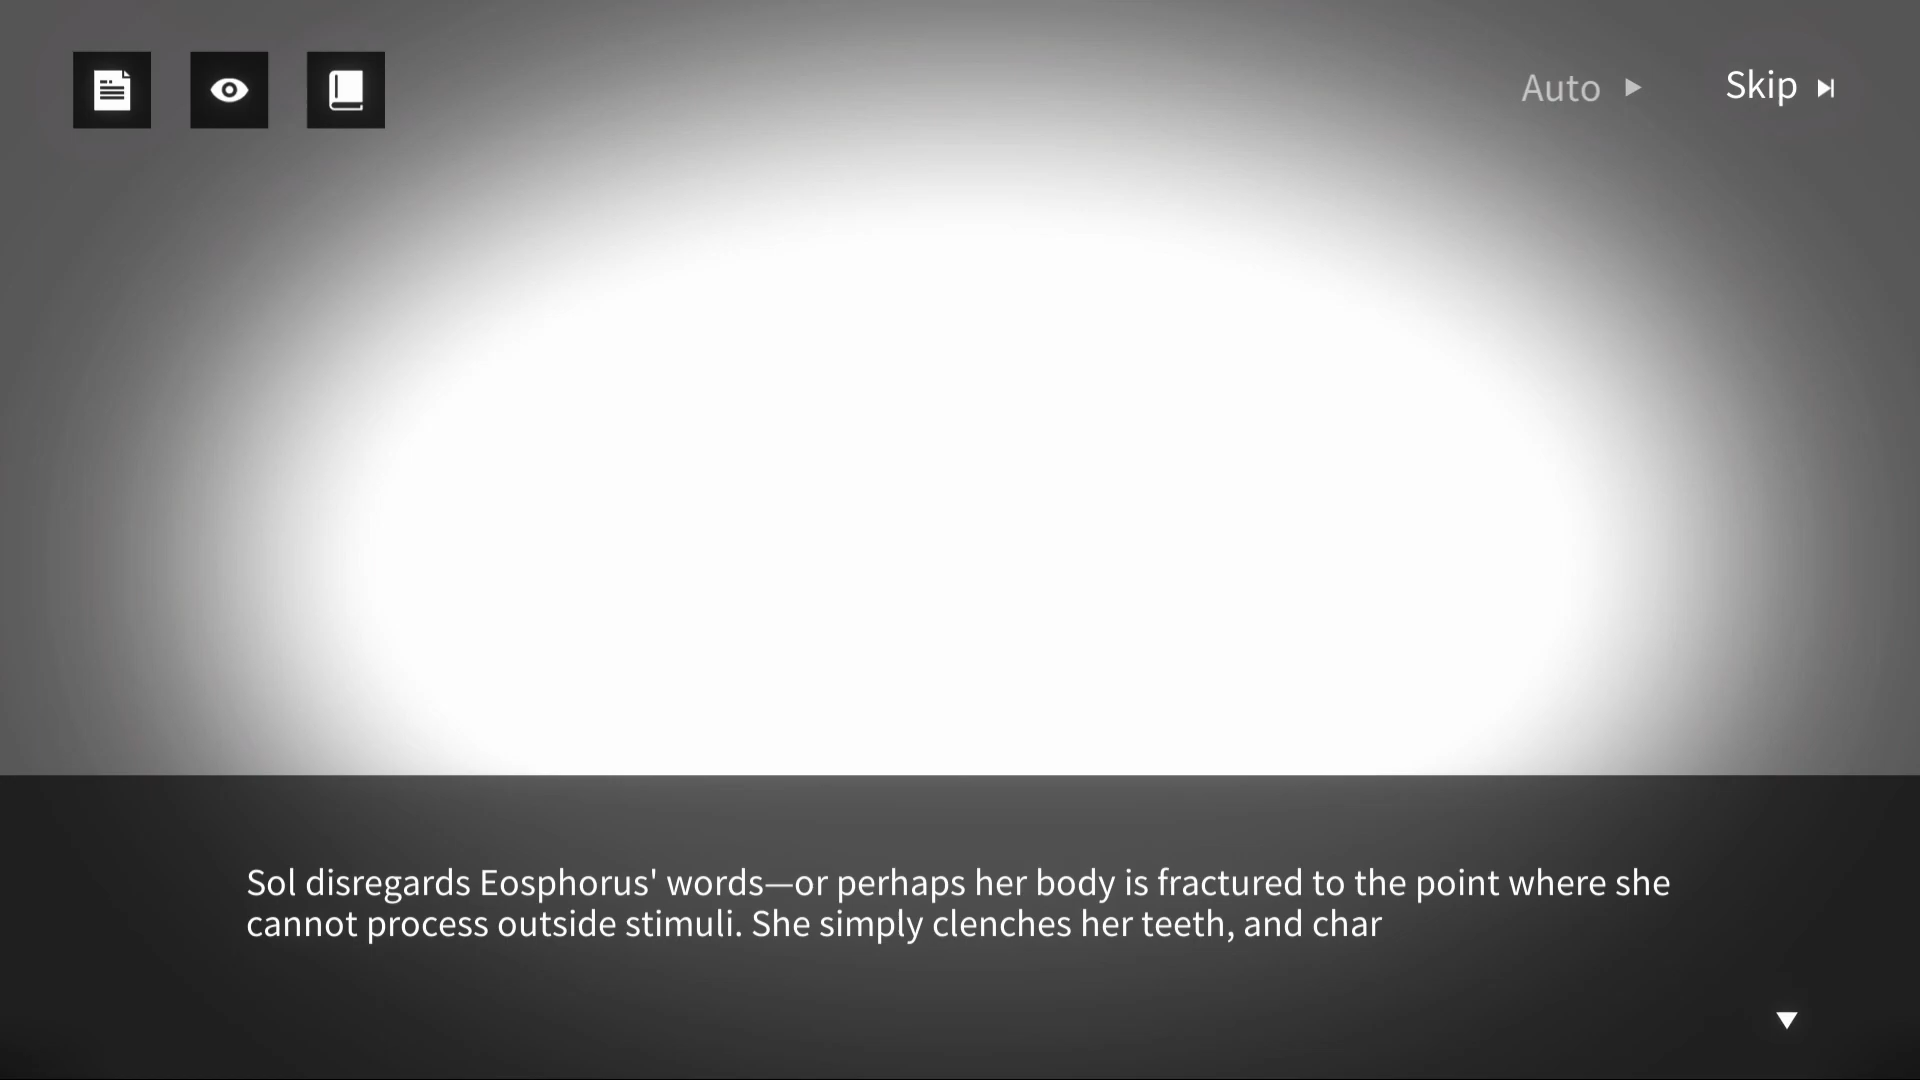 Auto
Skip
Sol disregards Eosphorus' words—or perhaps her body is fractured to the point where she
cannot process outside stimuli. She simply clenches her teeth, and char